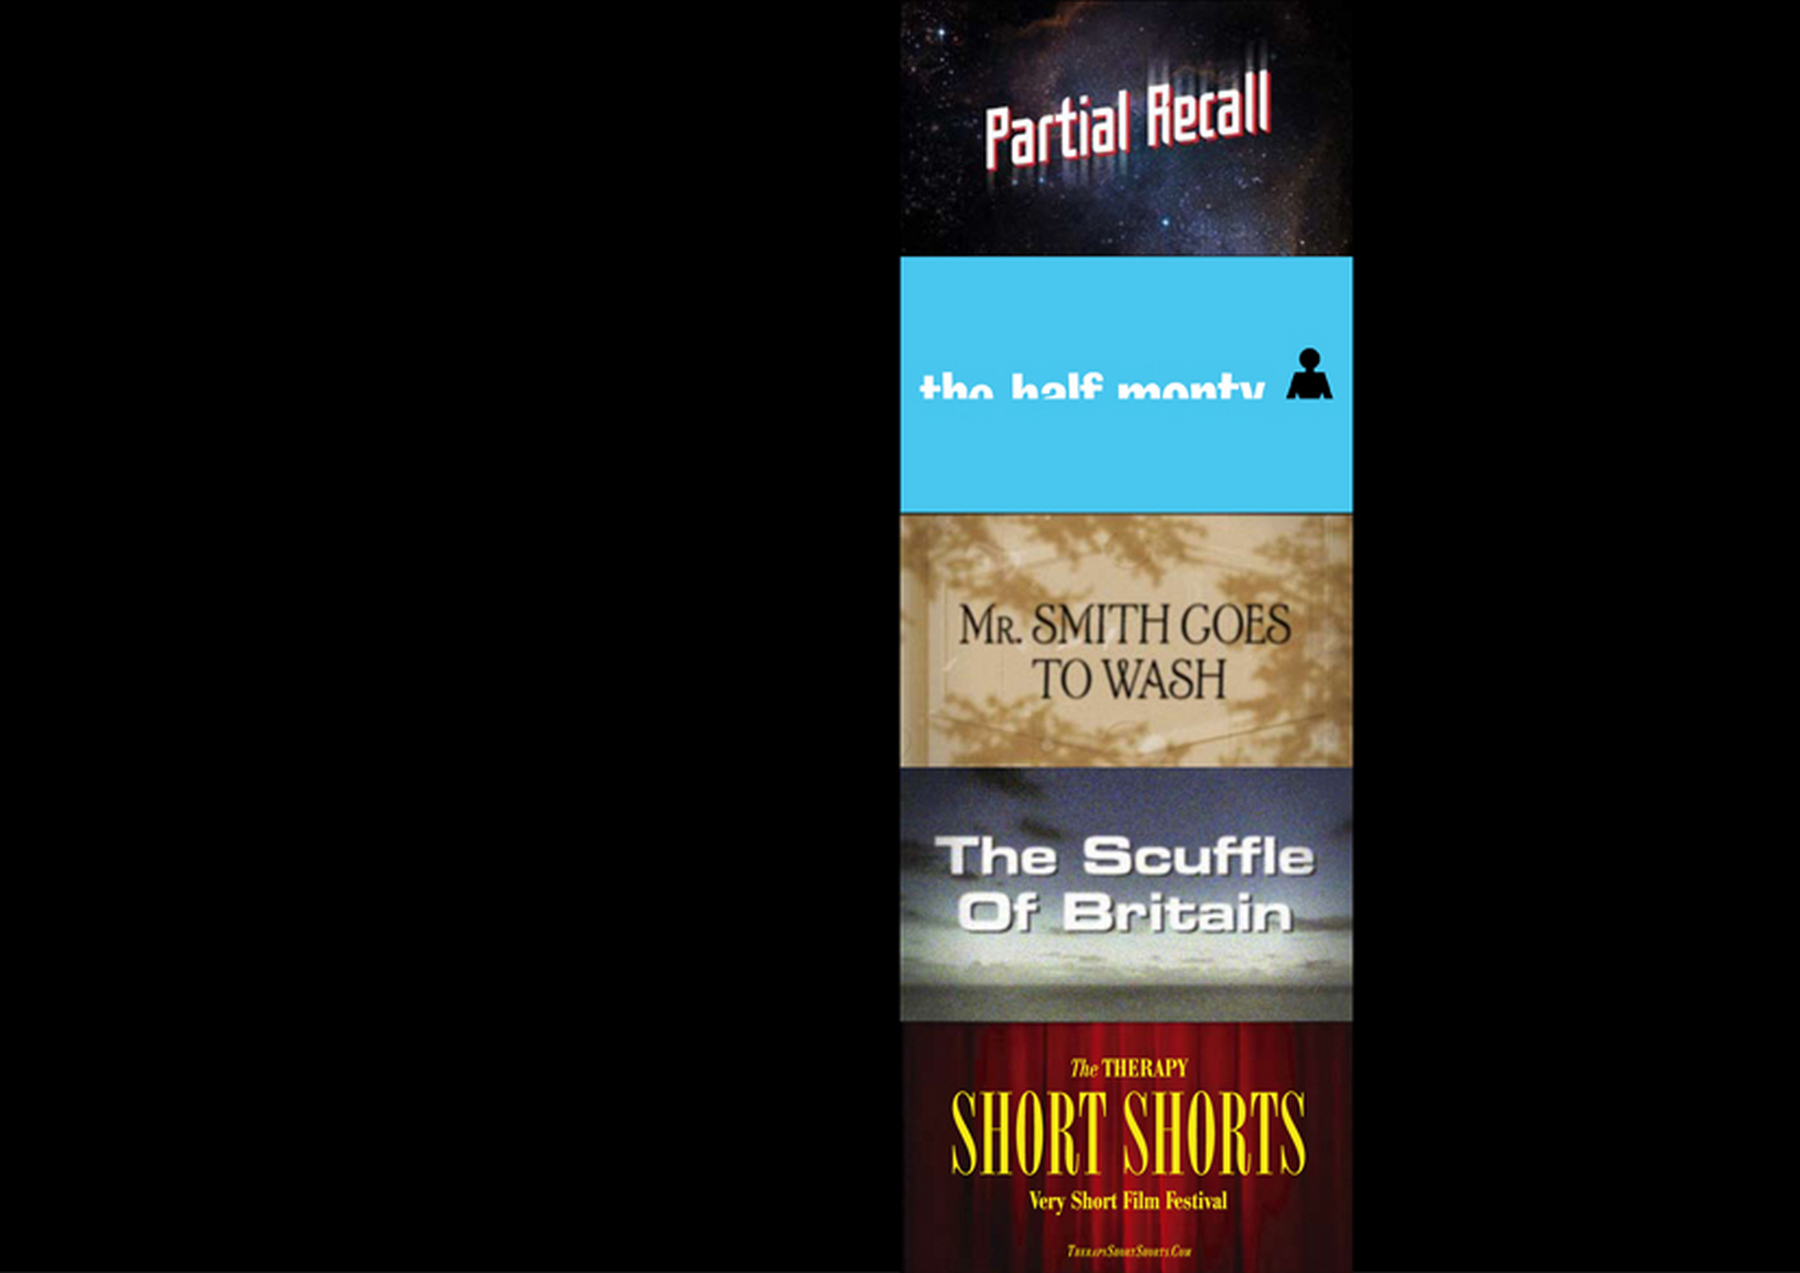 Partial Recall
the half monty
Mr. SMITH GOES
TO WASH
The Scuffle
Of Britain
The THERAPY
SHORT SHORTS
Very Short Film Festival
TherapyShortShorts.Com